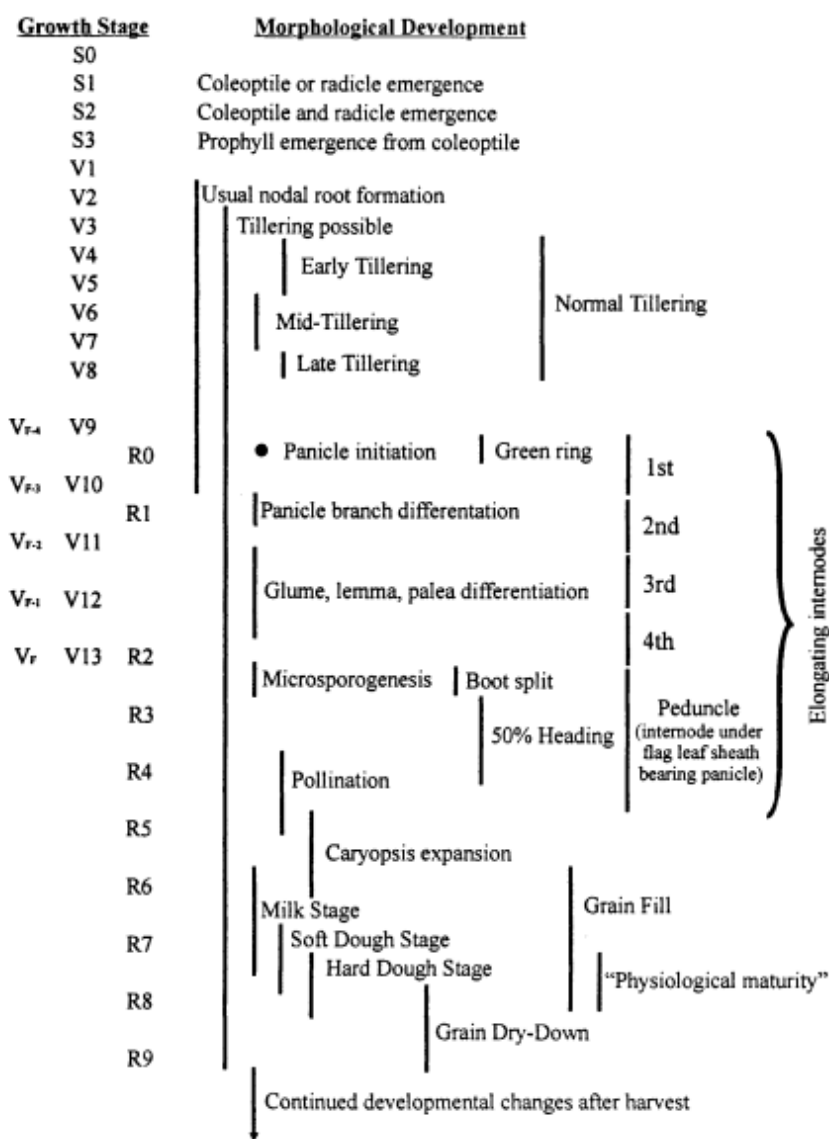 Growth Stage Morphological Development
S0
S1 Coleoptile or radicle emergence
S2 Coleoptile and radicle emergence
S3 Prophyll emergence from coleoptile
V1
V2 Usual nodal root formation
V3 Tillering possible
V4 Early Tillering
V5
V6 Normal Tillering
Mid-Tillering
V7
V8 Late Tillering
VF-4 V9
R0 Panicle initiation Green ring 1st
VF-3 V10
R1 Panicle branch differentation 2nd
VF-2 V11
Glume, lemma, palea differentiation 3rd
VF-1 V12
4th
VF V13 R2
Microsporogenesis Boot split
R3 50% Heading Peduncle
(internode under
flag leaf sheath
bearing panicle)
R4 Pollination
R5
Caryopsis expansion
R6 Milk Stage Grain Fill
R7 Soft Dough Stage
Hard Dough Stage "Physiological maturity"
R8
Grain Dry-Down
R9
Continued developmental changes after harvest
Elongating internodes